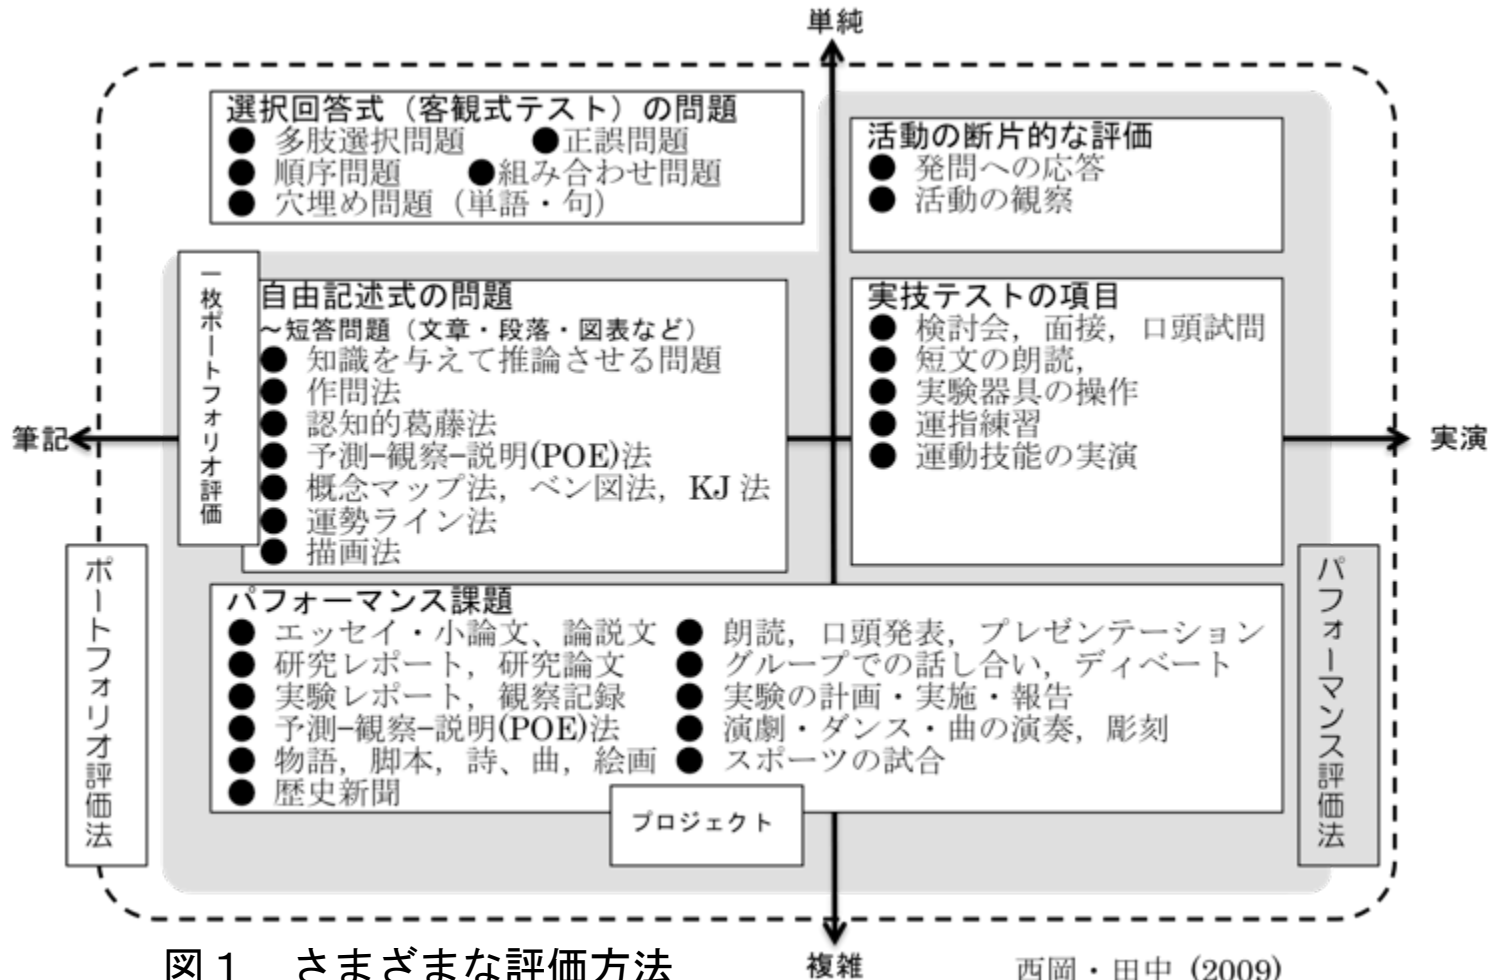 単純
選択回答式（客観式テスト）の問題
● 多肢選択問題 ●正誤問題
● 順序問題 ●組み合わせ問題
● 穴埋め問題（単語・句）
活動の断片的な評価
● 発問への応答
● 活動の観察
一枚ポートフォリオ評価
自由記述式の問題
～短答問題（文章・段落・図表など）
● 知識を与えて推論させる問題
● 作問法
● 認知的葛藤法
● 予測−観察−説明(POE)法
● 概念マップ法，ベン図法，KJ 法
● 運勢ライン法
● 描画法
実技テストの項目
● 検討会，面接，口頭試問
● 短文の朗読，
● 実験器具の操作
● 運指練習
● 運動技能の実演
筆記
実演
ポートフォリオ評価法
パフォーマンス課題
● エッセイ・小論文、論説文
● 研究レポート，研究論文
● 実験レポート，観察記録
● 予測−観察−説明(POE)法
● 物語，脚本，詩、曲，絵画
● 歴史新聞
● 朗読，口頭発表，プレゼンテーション
● グループでの話し合い，ディベート
● 実験の計画・実施・報告
● 演劇・ダンス・曲の演奏，彫刻
● スポーツの試合
プロジェクト
パフォーマンス評価法
複雑
図１　さまざまな評価方法
西岡・田中 (2009)